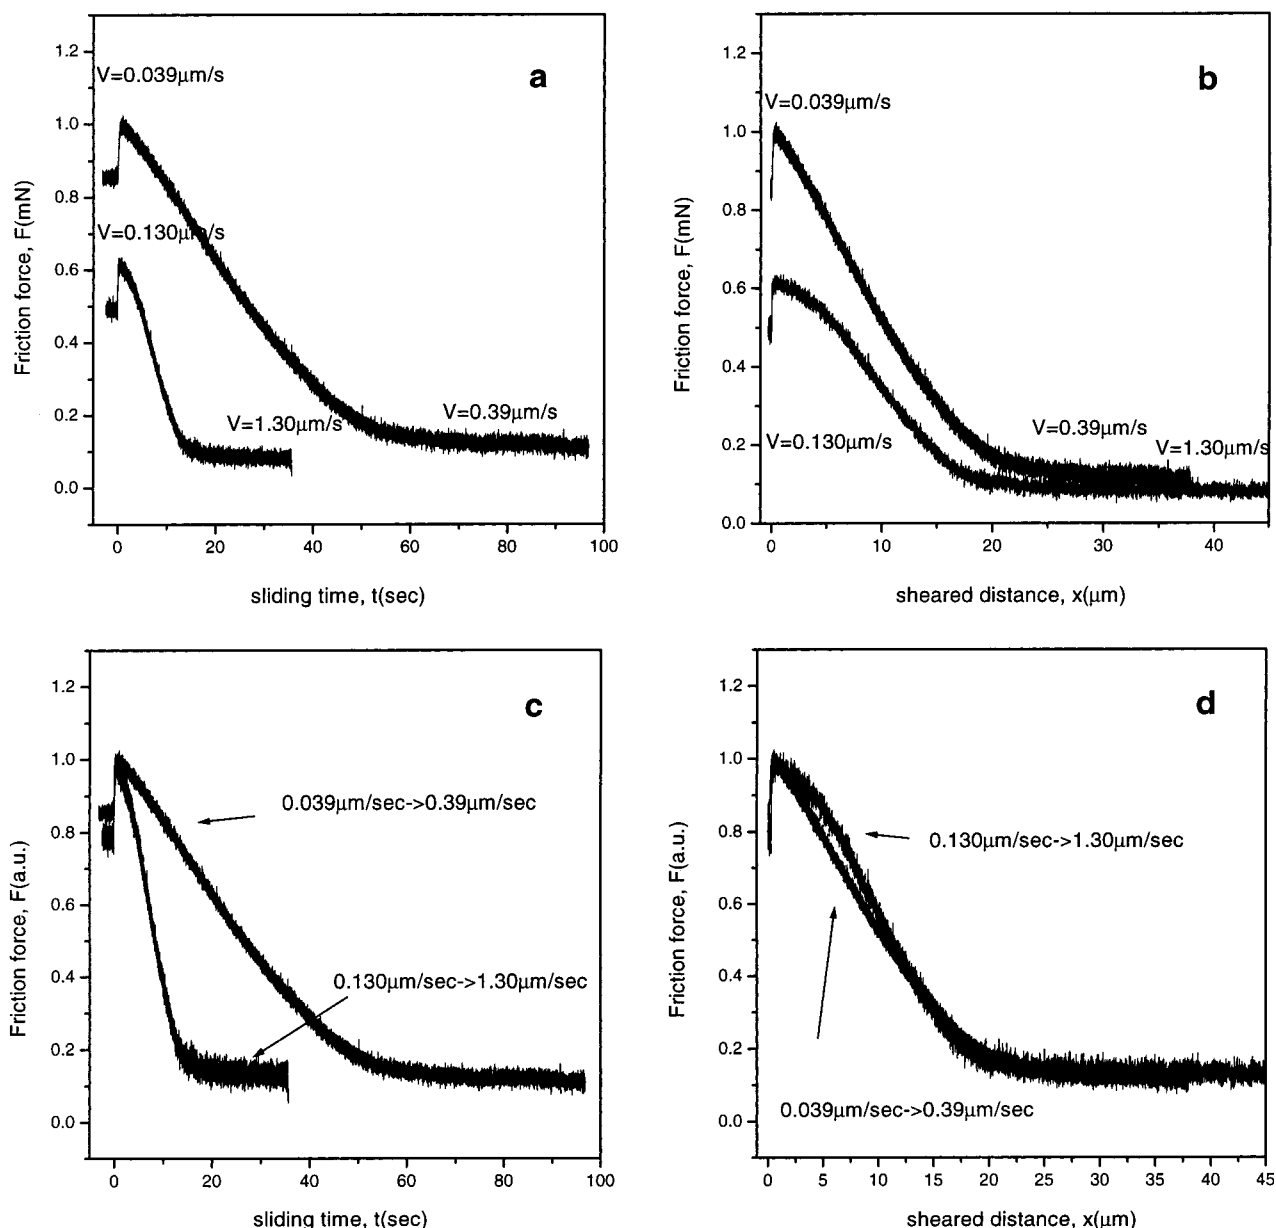 a
V=0.039μm/s
V=0.130μm/s
V=1.30μm/s
V=0.39μm/s
Friction force, F(mN)
1.2
1.0
0.8
0.6
0.4
0.2
0.0
0 20 40 60 80 100
sliding time, t(sec)
b
V=0.039μm/s
V=0.39μm/s
V=0.130μm/s
V=1.30μm/s
Friction force, F(mN)
1.2
1.0
0.8
0.6
0.4
0.2
0.0
0 10 20 30 40
sheared distance, x(μm)
c
0.039μm/sec->0.39μm/sec
0.130μm/sec->1.30μm/sec
Friction force, F(a.u.)
1.2
1.0
0.8
0.6
0.4
0.2
0.0
0 20 40 60 80 100
sliding time, t(sec)
d
0.130μm/sec->1.30μm/sec
0.039μm/sec->0.39μm/sec
Friction force, F(a.u.)
1.2
1.0
0.8
0.6
0.4
0.2
0.0
0 5 10 15 20 25 30 35 40 45
sheared distance, x(μm)